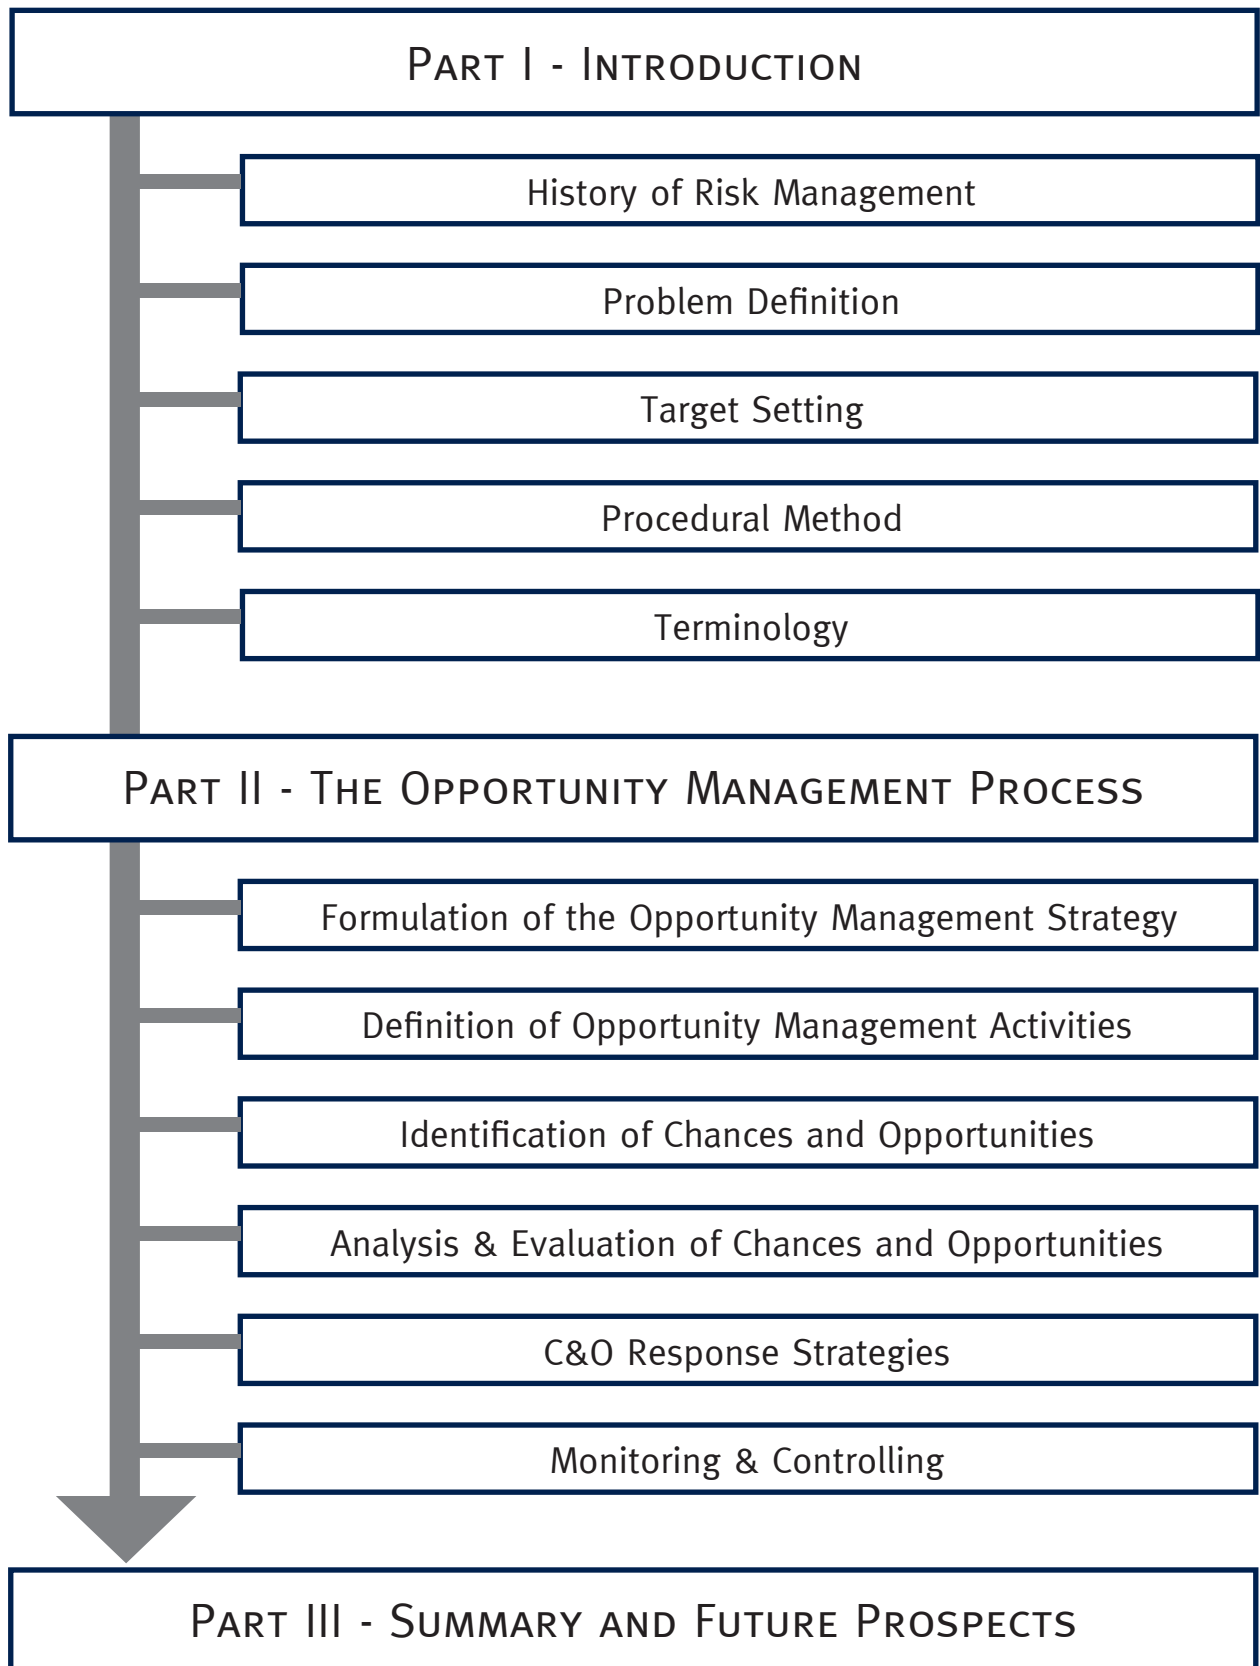 Part I - Introduction
History of Risk Management
Problem Definition
Target Setting
Procedural Method
Terminology
Part II - The Opportunity Management Process
Formulation of the Opportunity Management Strategy
Definition of Opportunity Management Activities
Identification of Chances and Opportunities
Analysis & Evaluation of Chances and Opportunities
C&O Response Strategies
Monitoring & Controlling
Part III - Summary and Future Prospects